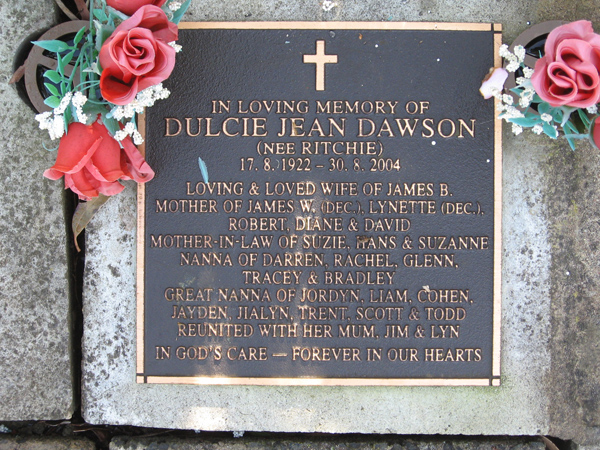 IN LOVING MEMORY OF
DULCIE JEAN DAWSON
(NEE RITCHIE)
17. 8. 1922 – 30. 8. 2004
LOVING & LOVED WIFE OF JAMES B.
MOTHER OF JAMES W. (DEC.), LYNETTE (DEC.),
ROBERT, DIANE & DAVID
MOTHER-IN-LAW OF SUZIE, HANS & SUZANNE
NANNA OF DARREN, RACHEL, GLENN,
TRACEY & BRADLEY
GREAT NANNA OF JORDYN, LIAM, COHEN,
JAYDEN, JIALYN, TRENT, SCOTT & TODD
REUNITED WITH HER MUM, JIM & LYN
IN GOD'S CARE – FOREVER IN OUR HEARTS